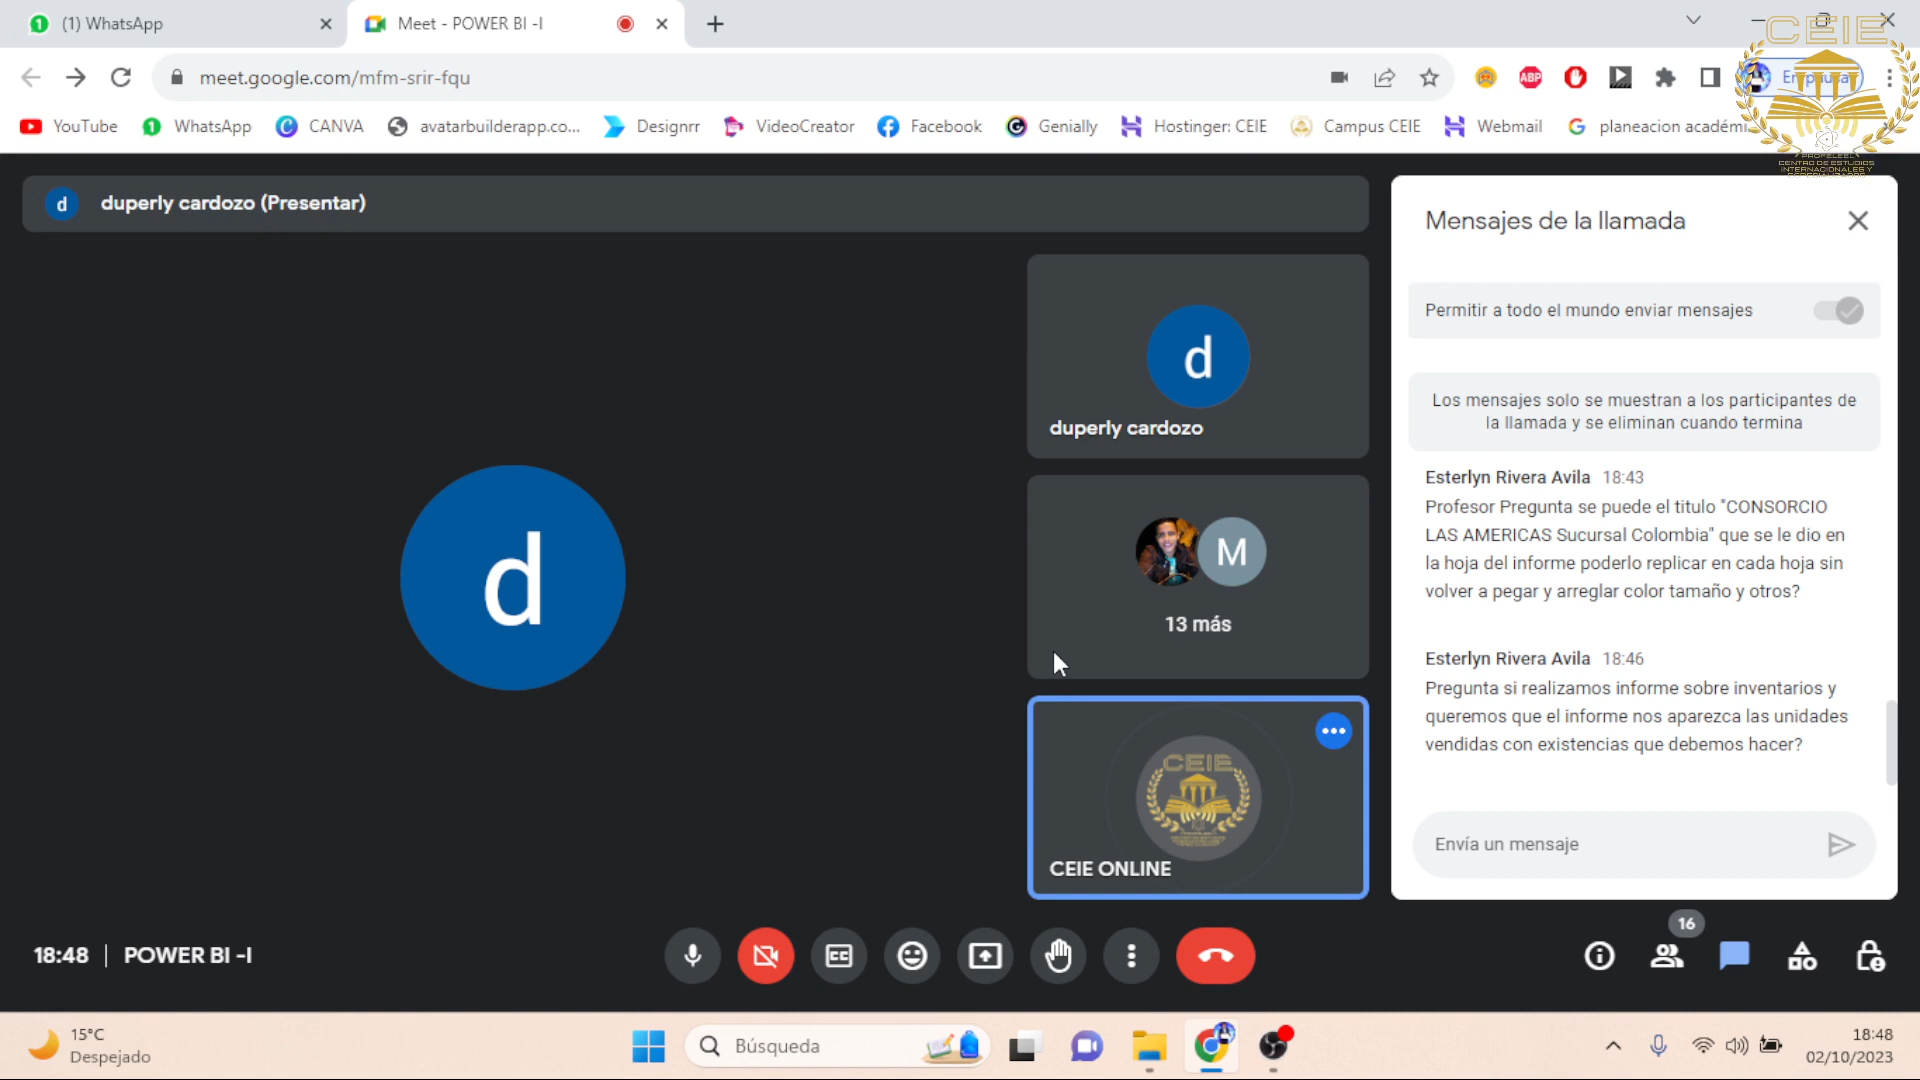 (1) WhatsApp
Meet - POWER BI -I
meet.google.com/mfm-srir-fqu
ABP
CEIE
YouTube
WhatsApp
CANVA
avatarbuilderapp.co...
Designrr
VideoCreator
Facebook
Genially
Hostinger: CEIE
Campus CEIE
Webmail
planeacion académi
PROFELEEL
CENTRO DE ESTUDIOS
INTERNACIONALES Y
d
duperly cardozo (Presentar)
d
d
duperly cardozo
M
13 más
CEIE
CEIE ONLINE
Mensajes de la llamada
Permitir a todo el mundo enviar mensajes
Los mensajes solo se muestran a los participantes de
la llamada y se eliminan cuando termina
Esterlyn Rivera Avila 18:43
Profesor Pregunta se puede el titulo "CONSORCIO
LAS AMERICAS Sucursal Colombia" que se le dio en
la hoja del informe poderlo replicar en cada hoja sin
volver a pegar y arreglar color tamaño y otros?
Esterlyn Rivera Avila 18:46
Pregunta si realizamos informe sobre inventarios y
queremos que el informe nos aparezca las unidades
vendidas con existencias que debemos hacer?
Envía un mensaje
18:48
POWER BI -I
CC
16
15°C
Despejado
Búsqueda
18:48
02/10/2023